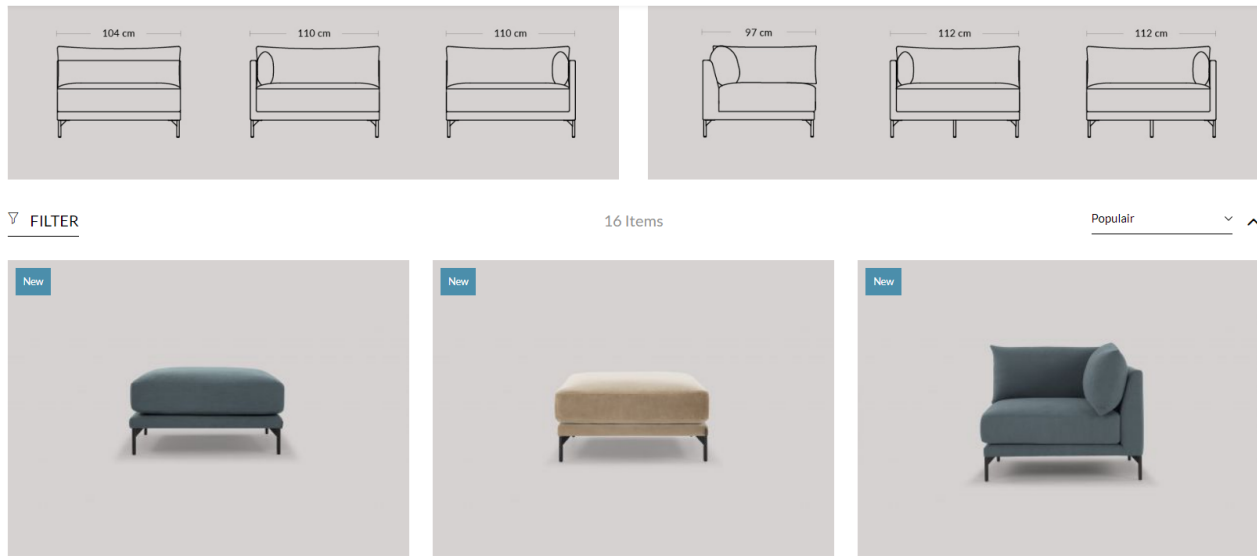 104 cm
110 cm
110 cm
97 cm
112 cm
112 cm
FILTER
16 Items
Populair
New
New
New